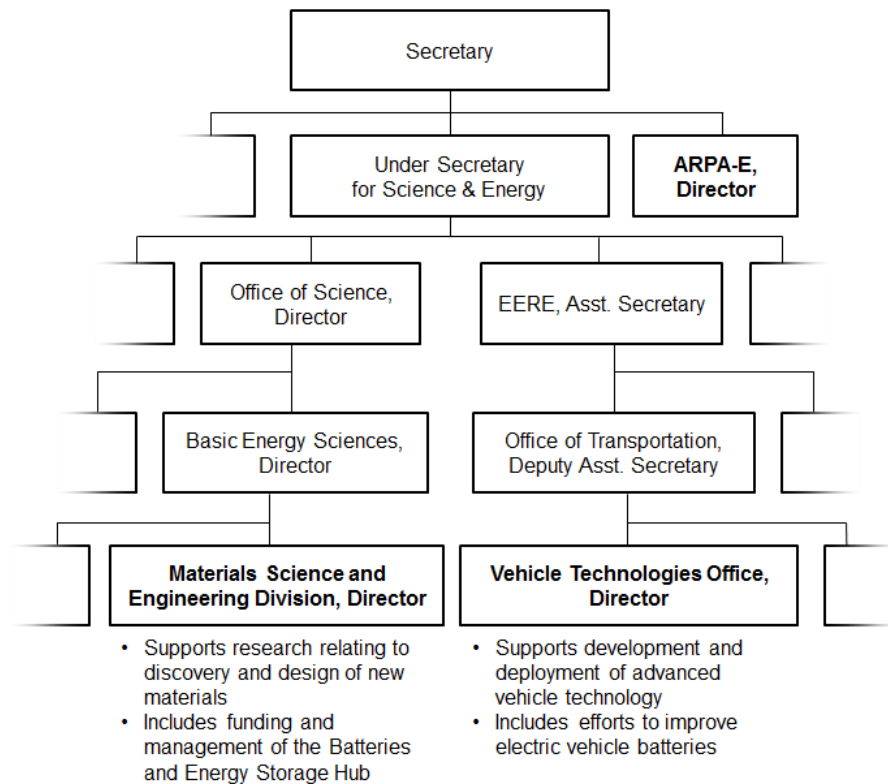 Secretary
Under Secretary
for Science & Energy
ARPA-E,
Director
Office of Science,
Director
EERE, Asst. Secretary
Basic Energy Sciences,
Director
Office of Transportation,
Deputy Asst. Secretary
Materials Science and
Engineering Division, Director
Vehicle Technologies Office,
Director
• Supports research relating to
discovery and design of new
materials
• Includes funding and
management of the Batteries
and Energy Storage Hub
• Supports development and
deployment of advanced
vehicle technology
• Includes efforts to improve
electric vehicle batteries